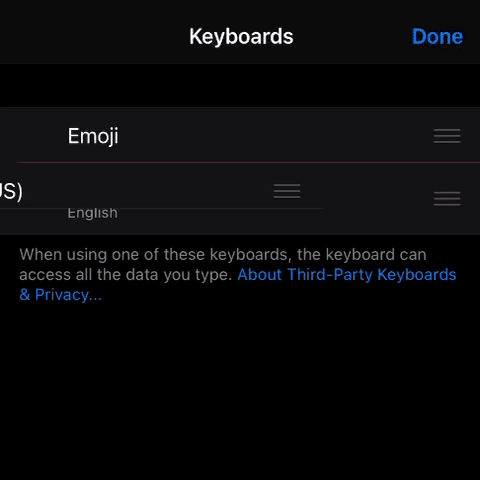 Keyboards
Done
Emoji
US)
English
When using one of these keyboards, the keyboard can
access all the data you type. About Third-Party Keyboards
& Privacy...